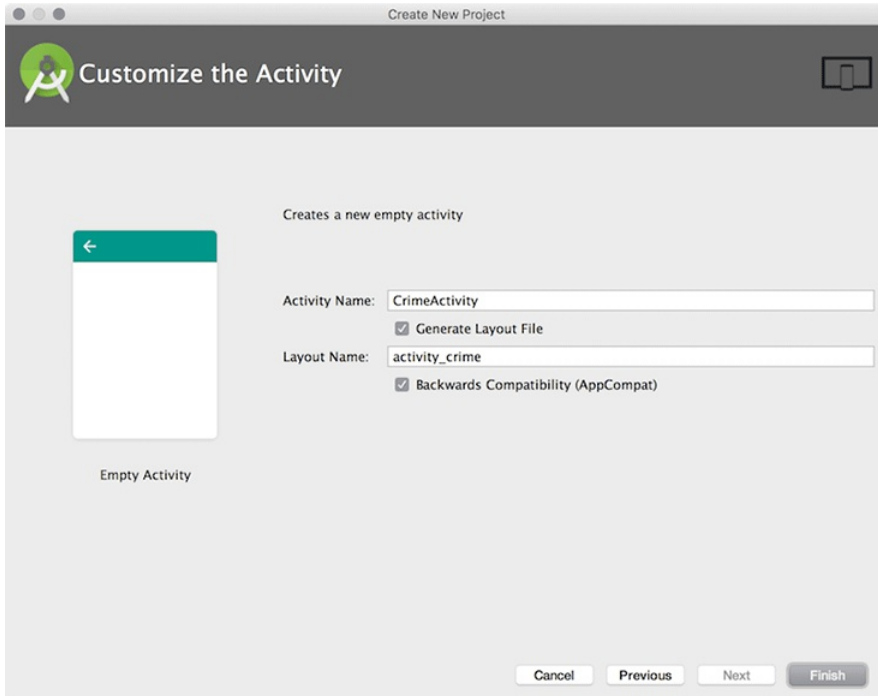 Create New Project
Customize the Activity
Creates a new empty activity
Activity Name: CrimeActivity
Generate Layout File
Layout Name: activity_crime
Backwards Compatibility (AppCompat)
Empty Activity
Cancel Previous Next Finish